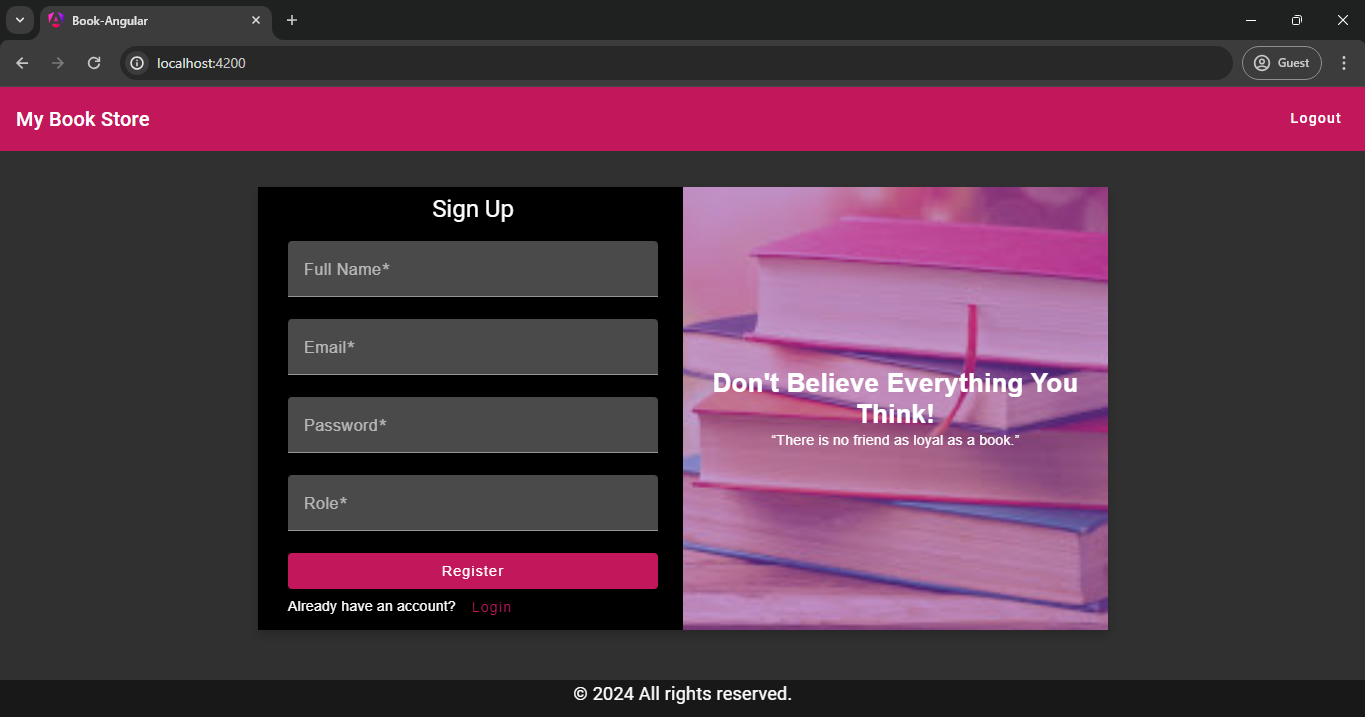 Book-Angular
localhost:4200
Guest
My Book Store
Logout
Sign Up
Full Name*
Email*
Password*
Role*
Register
Already have an account? Login
Don't Believe Everything You
Think!
“There is no friend as loyal as a book.”
© 2024 All rights reserved.